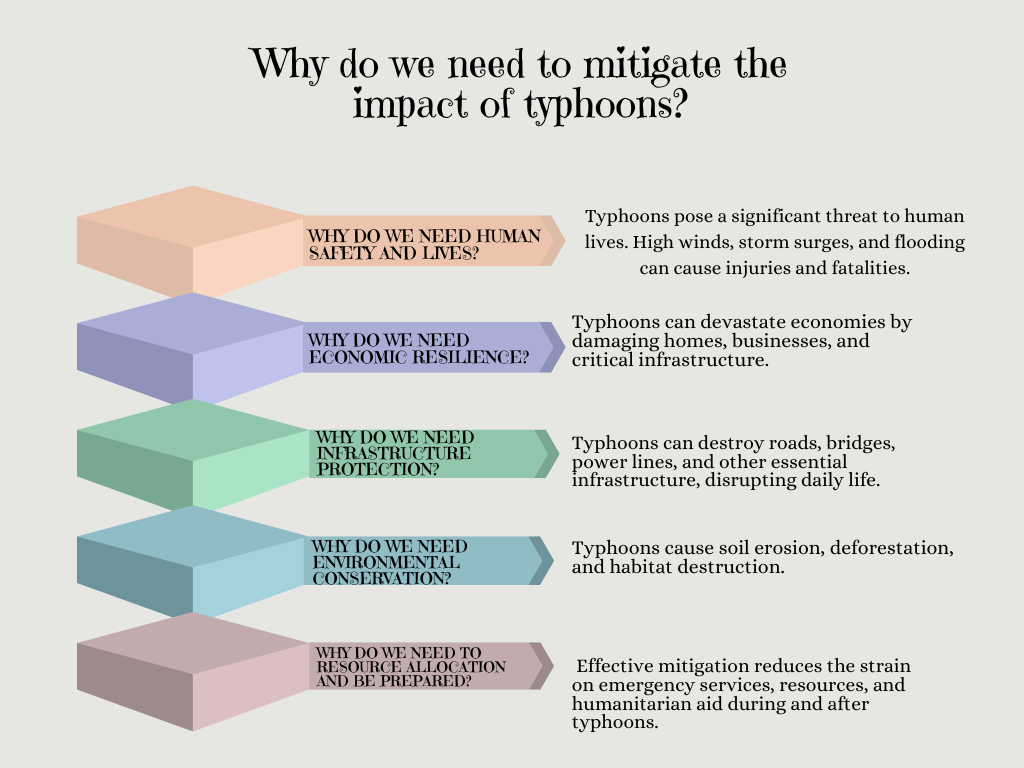 Why do we need to mitigate the
impact of typhoons?
WHY DO WE NEED HUMAN
SAFETY AND LIVES?
Typhoons pose a significant threat to human
lives. High winds, storm surges, and flooding
can cause injuries and fatalities.
WHY DO WE NEED
ECONOMIC RESILIENCE?
Typhoons can devastate economies by
damaging homes, businesses, and
critical infrastructure.
WHY DO WE NEED
INFRASTRUCTURE
PROTECTION?
Typhoons can destroy roads, bridges,
power lines, and other essential
infrastructure, disrupting daily life.
WHY DO WE NEED
ENVIRONMENTAL
CONSERVATION?
Typhoons cause soil erosion, deforestation,
and habitat destruction.
WHY DO WE NEED TO
RESOURCE ALLOCATION
AND BE PREPARED?
Effective mitigation reduces the strain
on emergency services, resources, and
humanitarian aid during and after
typhoons.